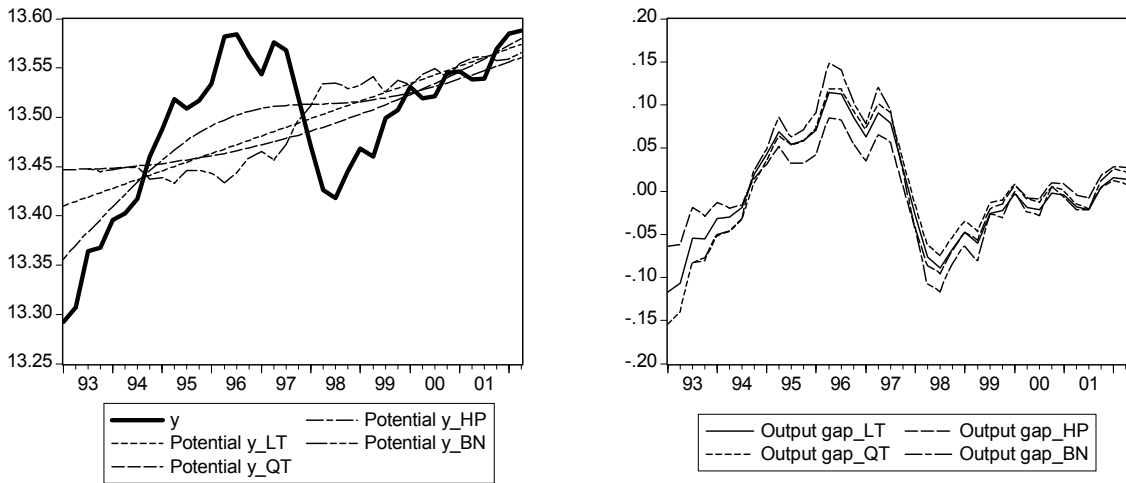 13.60
13.55
13.50
13.45
13.40
13.35
13.30
13.25
93 94 95 96 97 98 99 00 01
y
Potential y_HP
Potential y_LT
Potential y_BN
Potential y_QT
.20
.15
.10
.05
.00
-.05
-.10
-.15
-.20
93 94 95 96 97 98 99 00 01
Output gap_LT
Output gap_HP
Output gap_QT
Output gap_BN